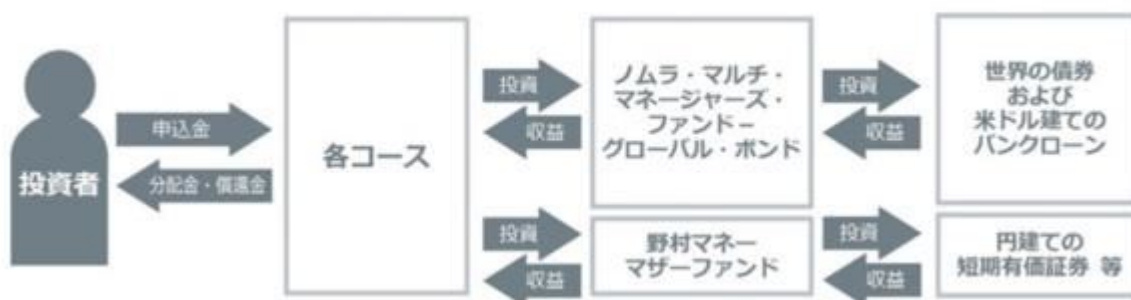 投資者
申込金
分配金・償還金
各コース
投資
収益
ノムラ・マルチ・
マネージャーズ・
ファンド－
グローバル・ボンド
投資
収益
世界の債券
および
米ドル建ての
バンクローン
投資
収益
野村マネー
マザーファンド
投資
収益
円建ての
短期有価証券 等